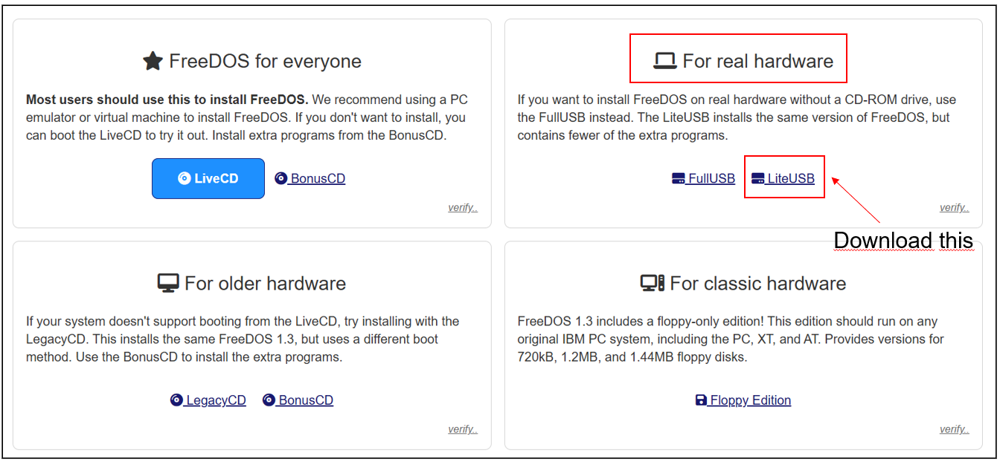 FreeDOS for everyone
Most users should use this to install FreeDOS. We recommend using a PC
emulator or virtual machine to install FreeDOS. If you don't want to install, you
can boot the LiveCD to try it out. Install extra programs from the BonusCD.
LiveCD BonusCD
verify..
For real hardware
If you want to install FreeDOS on real hardware without a CD-ROM drive, use
the FullUSB instead. The LiteUSB installs the same version of FreeDOS, but
contains fewer of the extra programs.
FullUSB LiteUSB
verify..
Download this
For older hardware
If your system doesn't support booting from the LiveCD, try installing with the
LegacyCD. This installs the same FreeDOS 1.3, but uses a different boot
method. Use the BonusCD to install the extra programs.
LegacyCD BonusCD
verify..
For classic hardware
FreeDOS 1.3 includes a floppy-only edition! This edition should run on any
original IBM PC system, including the PC, XT, and AT. Provides versions for
720kB, 1.2MB, and 1.44MB floppy disks.
Floppy Edition
verify..